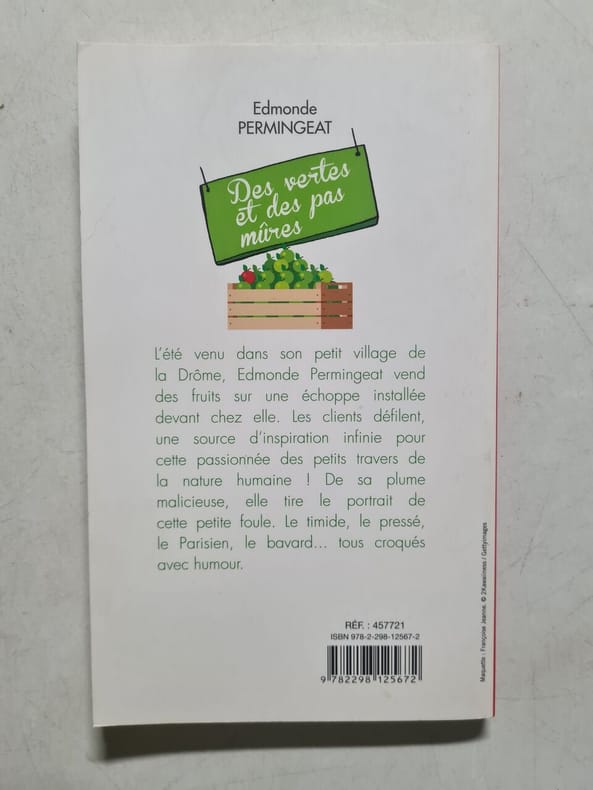 Edmonde
PERMINGEAT
Des vertes
et des pas
mûres
L'été venu dans son petit village de
la Drôme, Edmonde Permingeat vend
des fruits sur une échoppe installée
devant chez elle. Les clients défilent,
une source d'inspiration infinie pour
cette passionnée des petits travers de
la nature humaine ! De sa plume
malicieuse, elle tire le portrait de
cette petite foule. Le timide, le pressé,
le Parisien, le bavard... tous croqués
avec humour.
RÉF. : 457721
ISBN 978-2-298-12567-2
9 782298 125672
Maquette : Françoise Jeanne. © 2Kawaiiness / Gettyimages